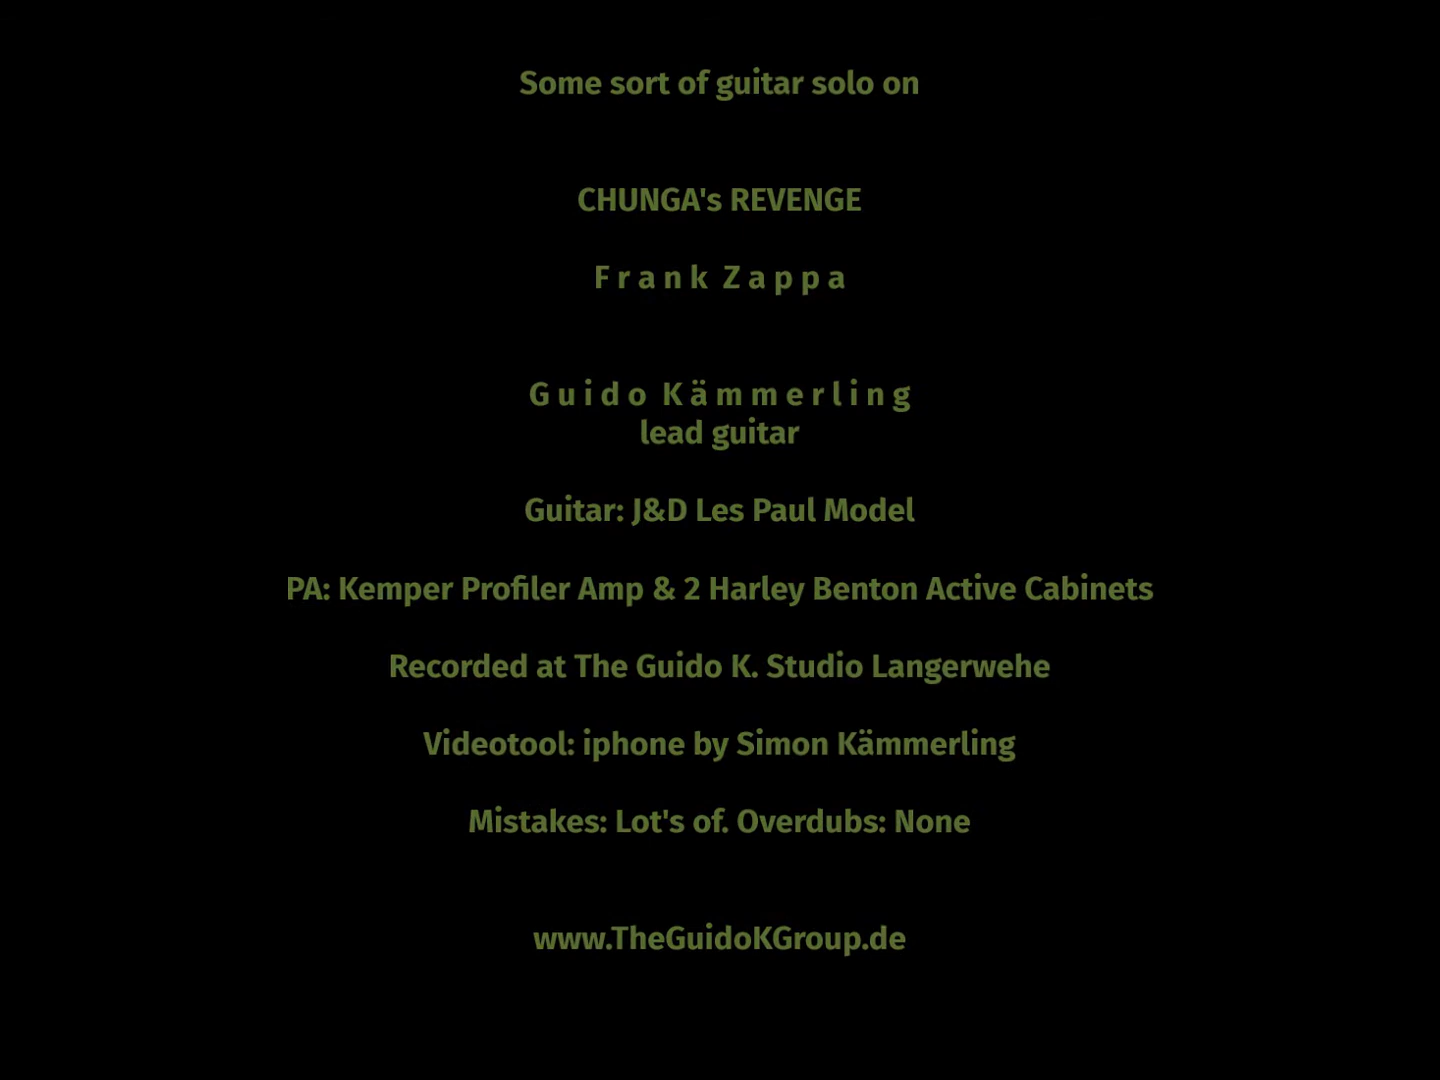 Some sort of guitar solo on
CHUNGA's REVENGE
F r a n k  Z a p p a
G u i d o  K ä m m e r l i n g
lead guitar
Guitar: J&D Les Paul Model
PA: Kemper Profiler Amp & 2 Harley Benton Active Cabinets
Recorded at The Guido K. Studio Langerwehe
Videotool: iphone by Simon Kämmerling
Mistakes: Lot's of. Overdubs: None
www.TheGuidoKGroup.de